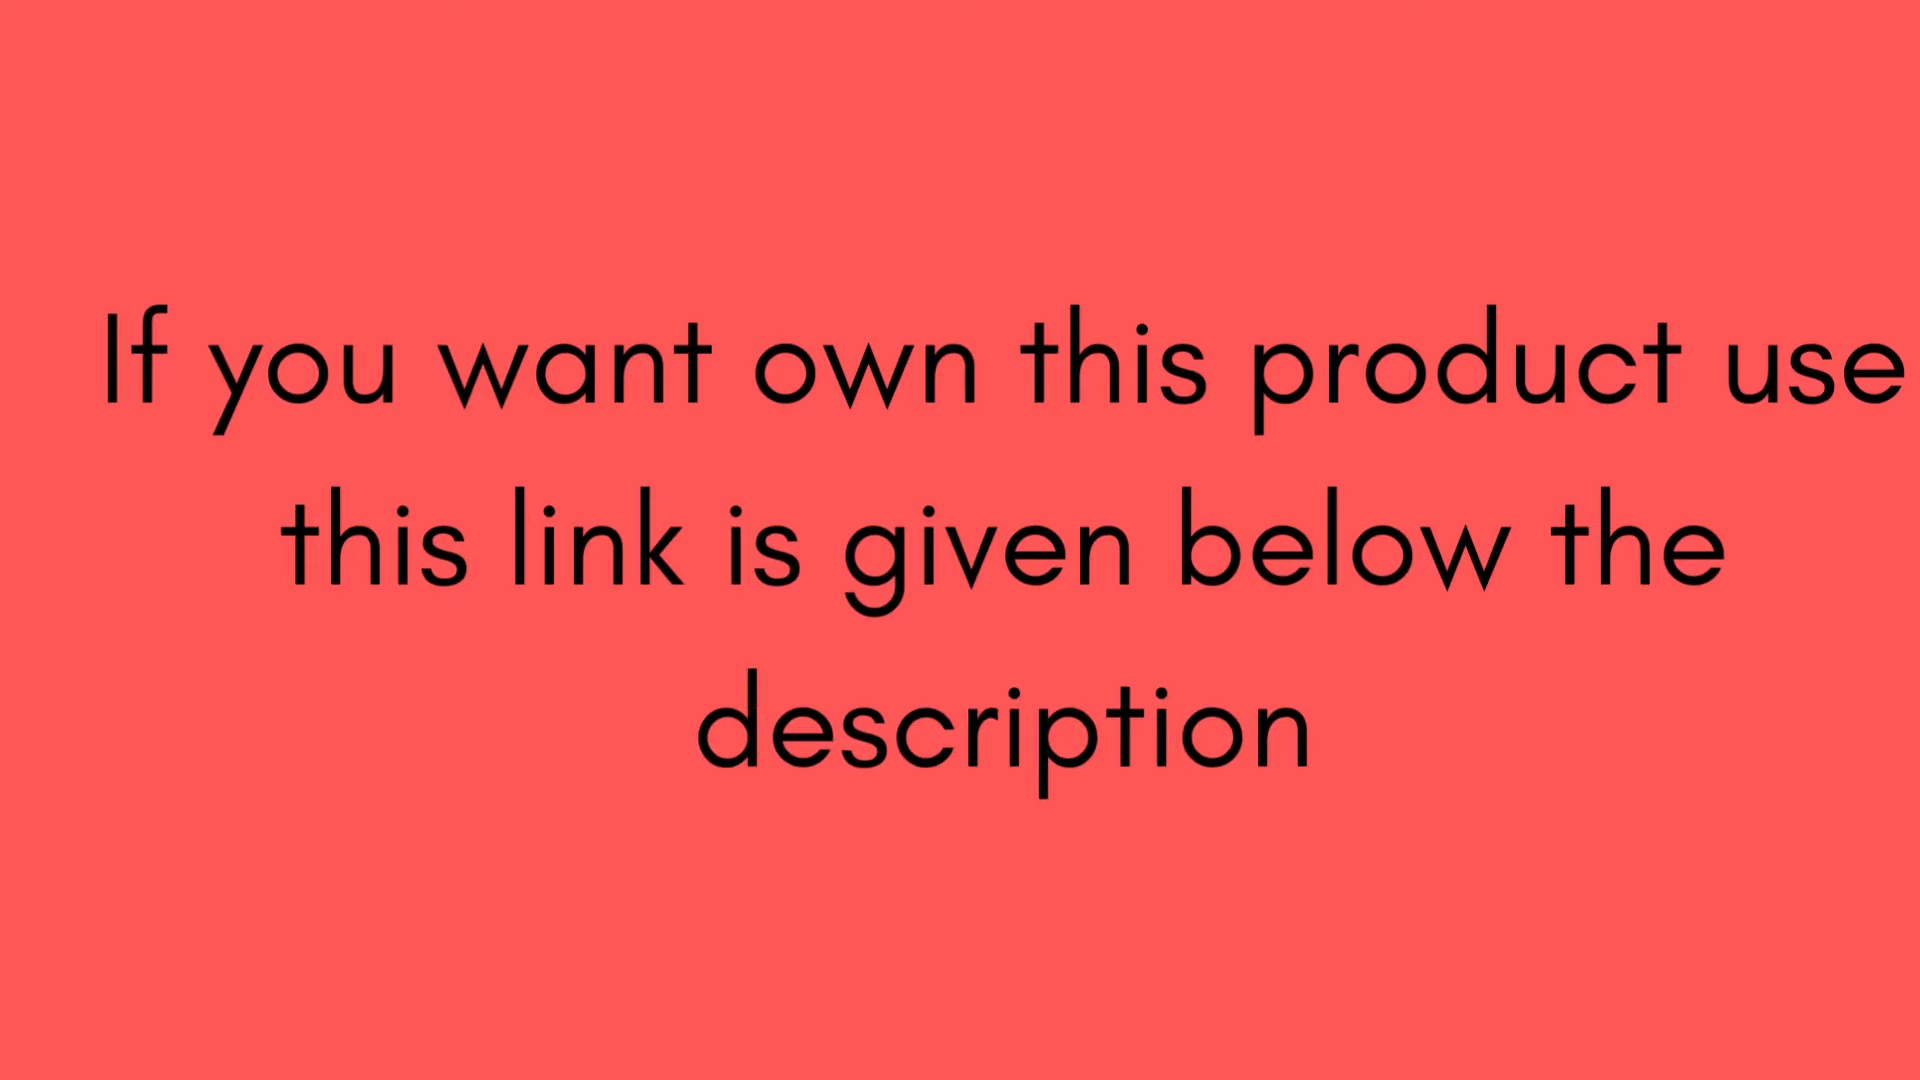 If you want own this product use
this link is given below the
description